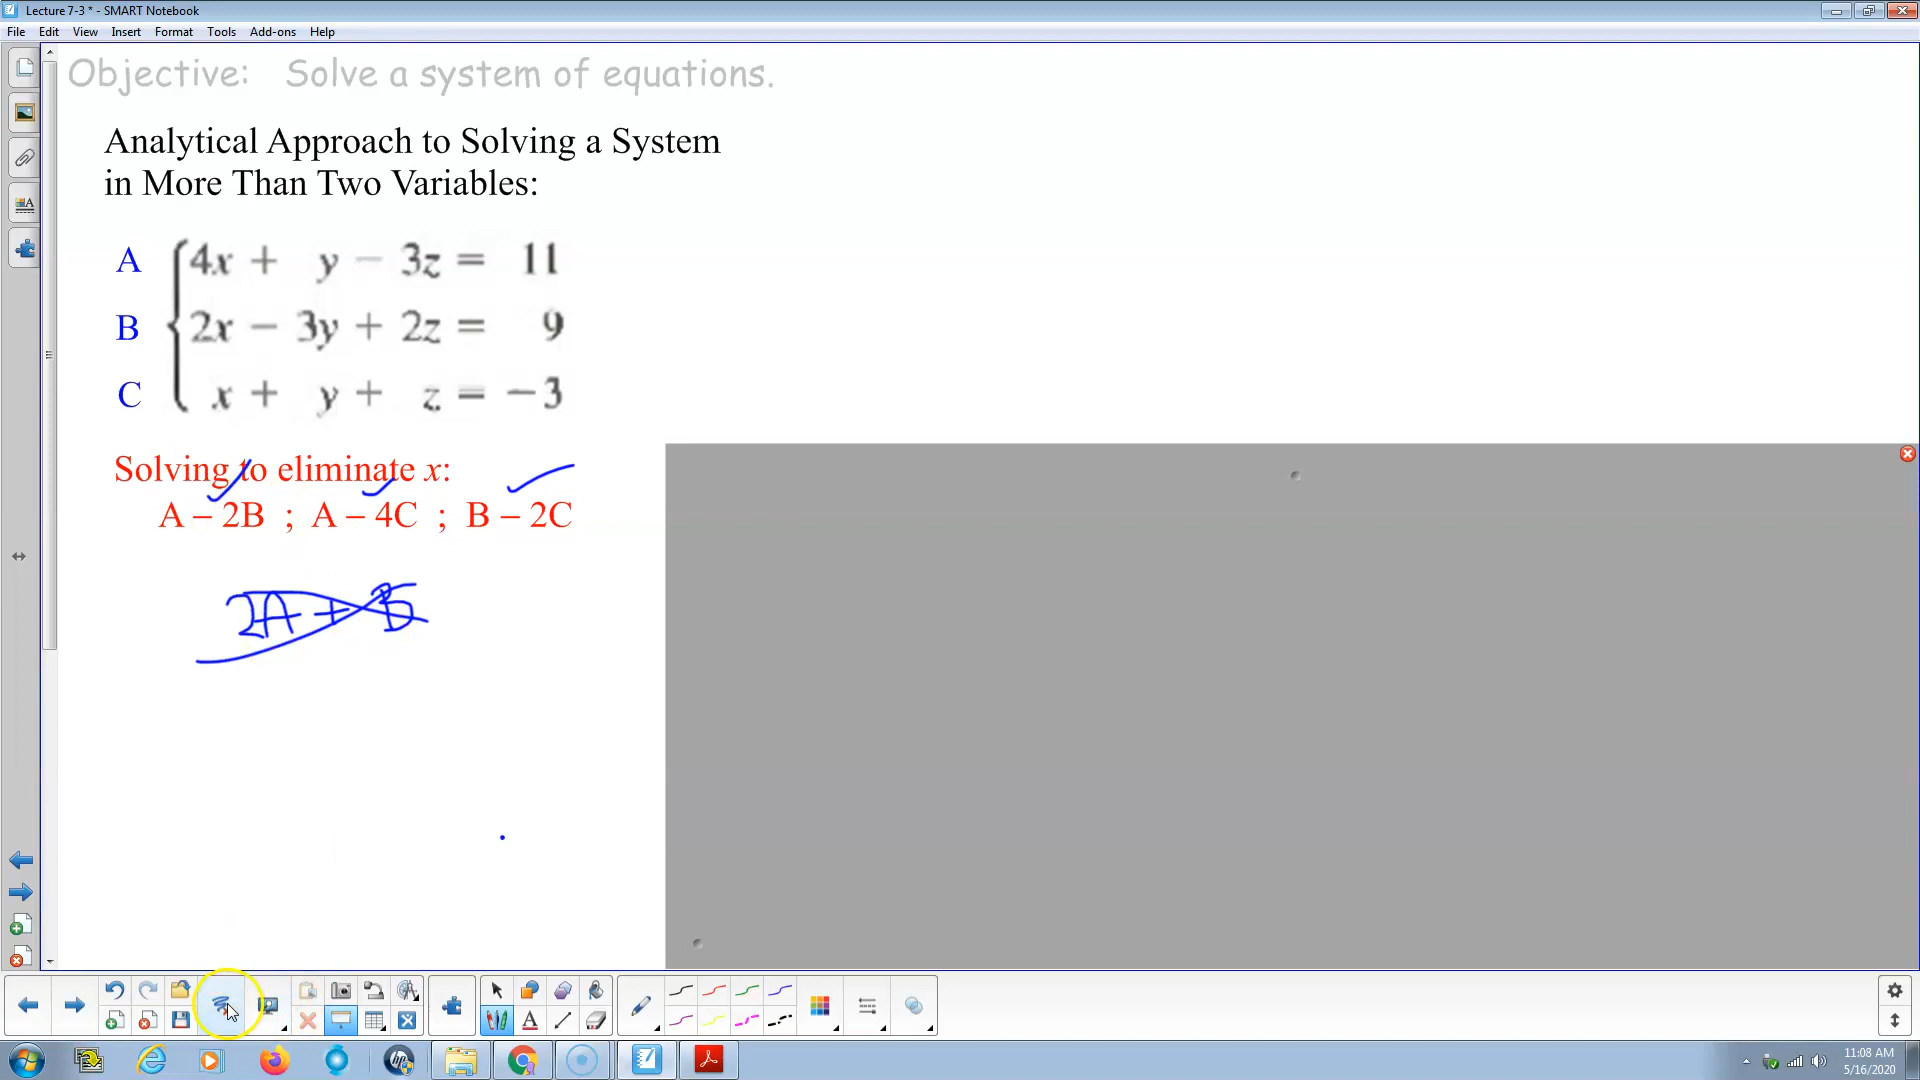 Lecture 7-3 * - SMART Notebook
File Edit View Insert Format Tools Add-ons Help
Objective: Solve a system of equations.
Analytical Approach to Solving a System
in More Than Two Variables:
A 4x + y − 3z = 11
B 2x − 3y + 2z = 9
C x + y + z = −3
Solving to eliminate x:
A – 2B ; A – 4C ; B – 2C
2A + B
11:08 AM
5/16/2020